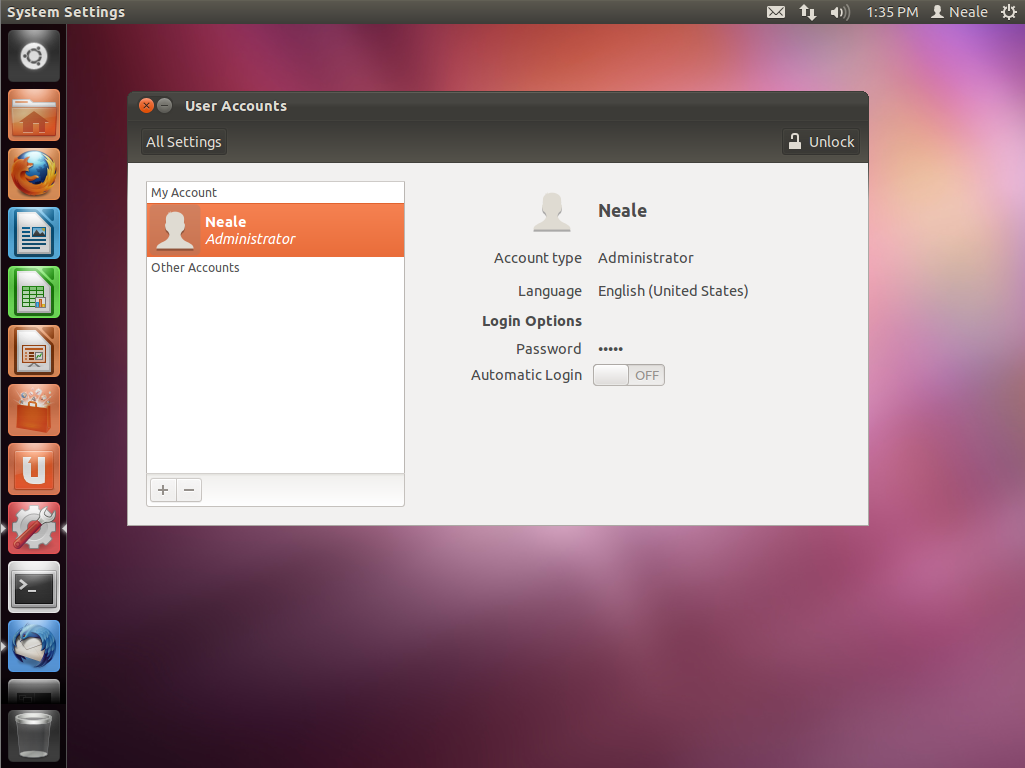 System Settings
1:35 PM Neale
User Accounts
All Settings
Unlock
My Account
Neale
Administrator
Other Accounts
Neale
Account type Administrator
Language English (United States)
Login Options
Password •••••
Automatic Login OFF